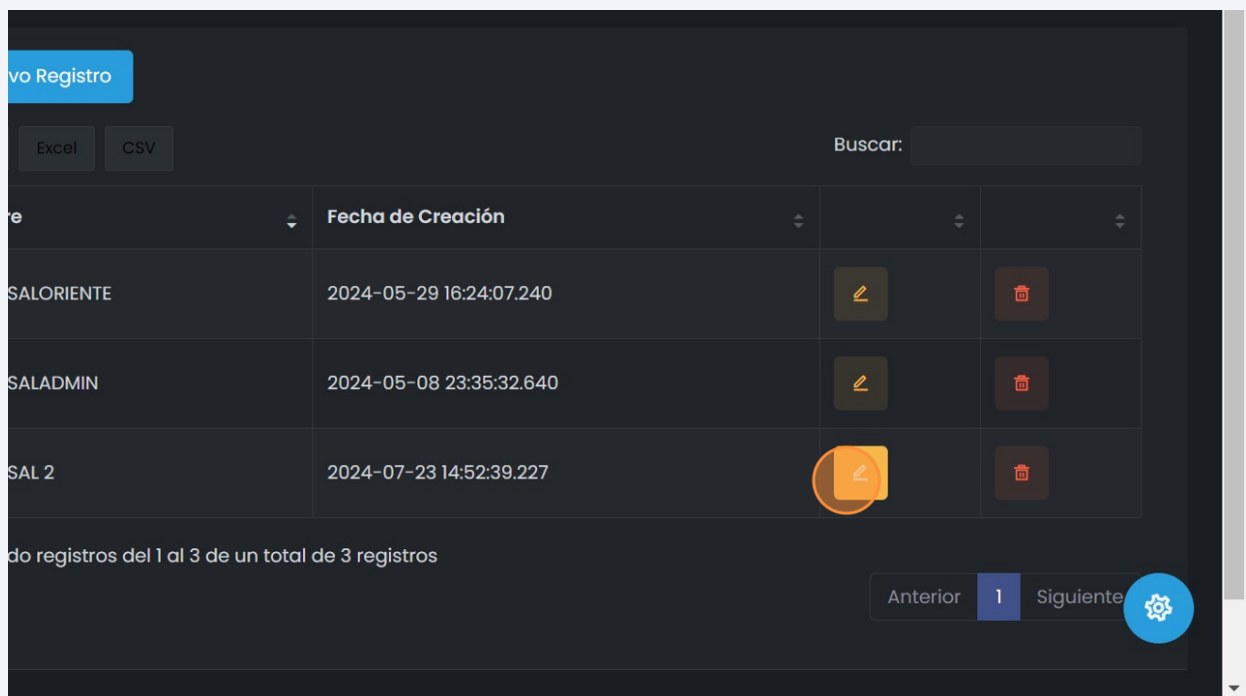 vo Registro
Excel CSV Buscar:
re Fecha de Creación
SALORIENTE 2024-05-29 16:24:07.240
SALADMIN 2024-05-08 23:35:32.640
SAL 2 2024-07-23 14:52:39.227
do registros del 1 al 3 de un total de 3 registros
Anterior 1 Siguiente